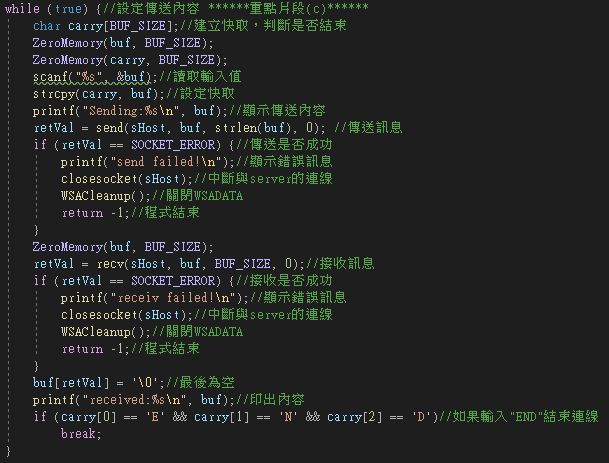 while (true) {//設定傳送內容 ******重點片段(c)******
char carry[BUF_SIZE];//建立快取，判斷是否結束
ZeroMemory(buf, BUF_SIZE);
ZeroMemory(carry, BUF_SIZE);
scanf("%s", &buf);//讀取輸入值
strcpy(carry, buf);//設定快取
printf("Sending:%s\n", buf);//顯示傳送內容
retVal = send(sHost, buf, strlen(buf), 0); //傳送訊息
if (retVal == SOCKET_ERROR) {//傳送是否成功
printf("send failed!\n");//顯示錯誤訊息
closesocket(sHost);//中斷與server的連線
WSACleanup();//關閉WSADATA
return -1;//程式結束
}
ZeroMemory(buf, BUF_SIZE);
retVal = recv(sHost, buf, BUF_SIZE, 0);//接收訊息
if (retVal == SOCKET_ERROR) {//接收是否成功
printf("receiv failed!\n");//顯示錯誤訊息
closesocket(sHost);//中斷與server的連線
WSACleanup();//關閉WSADATA
return -1;//程式結束
}
buf[retVal] = '\0';//最後為空
printf("received:%s\n", buf);//印出內容
if (carry[0] == 'E' && carry[1] == 'N' && carry[2] == 'D')//如果輸入"END"結束連線
break;
}